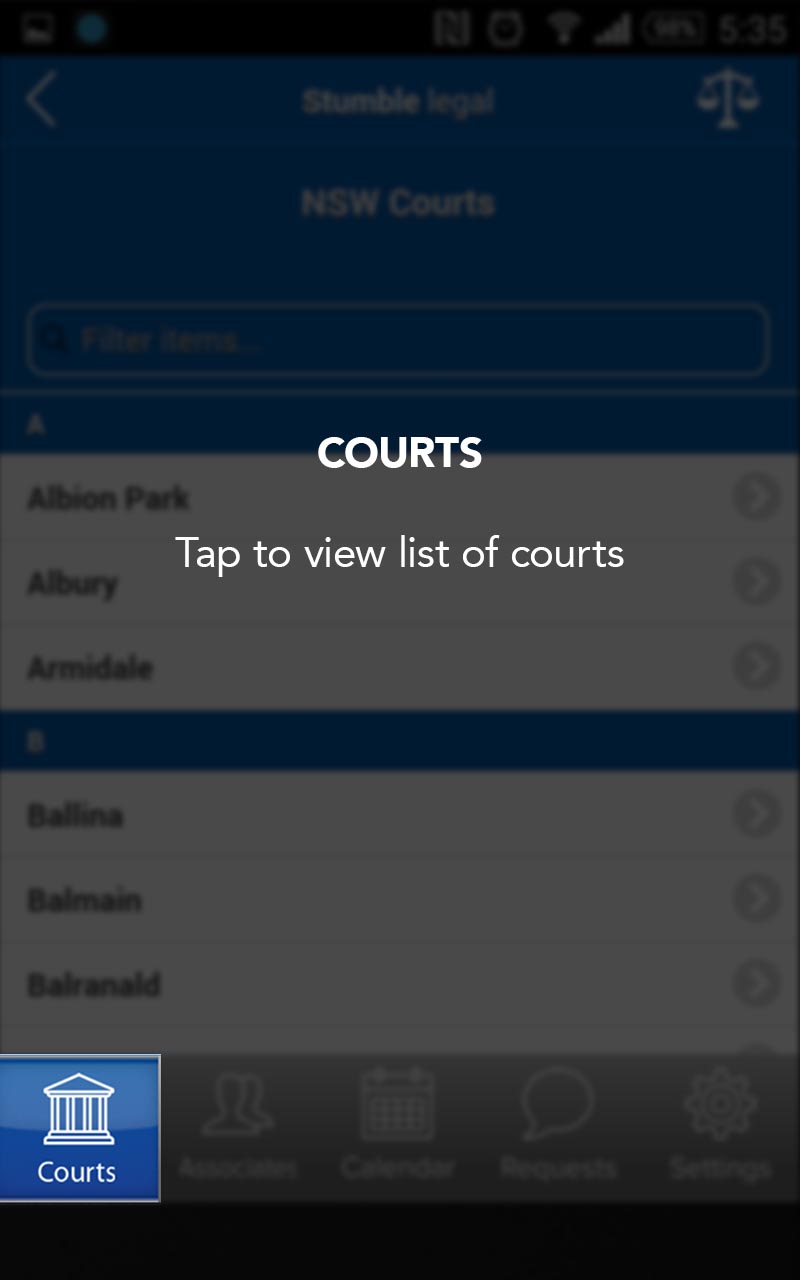 98% 5:35
Stumble legal
NSW Courts
Filter items...
A
COURTS
Albion Park
Tap to view list of courts
Albury
Armidale
B
Ballina
Balmain
Balranald
Courts Associates Calendar Requests Settings